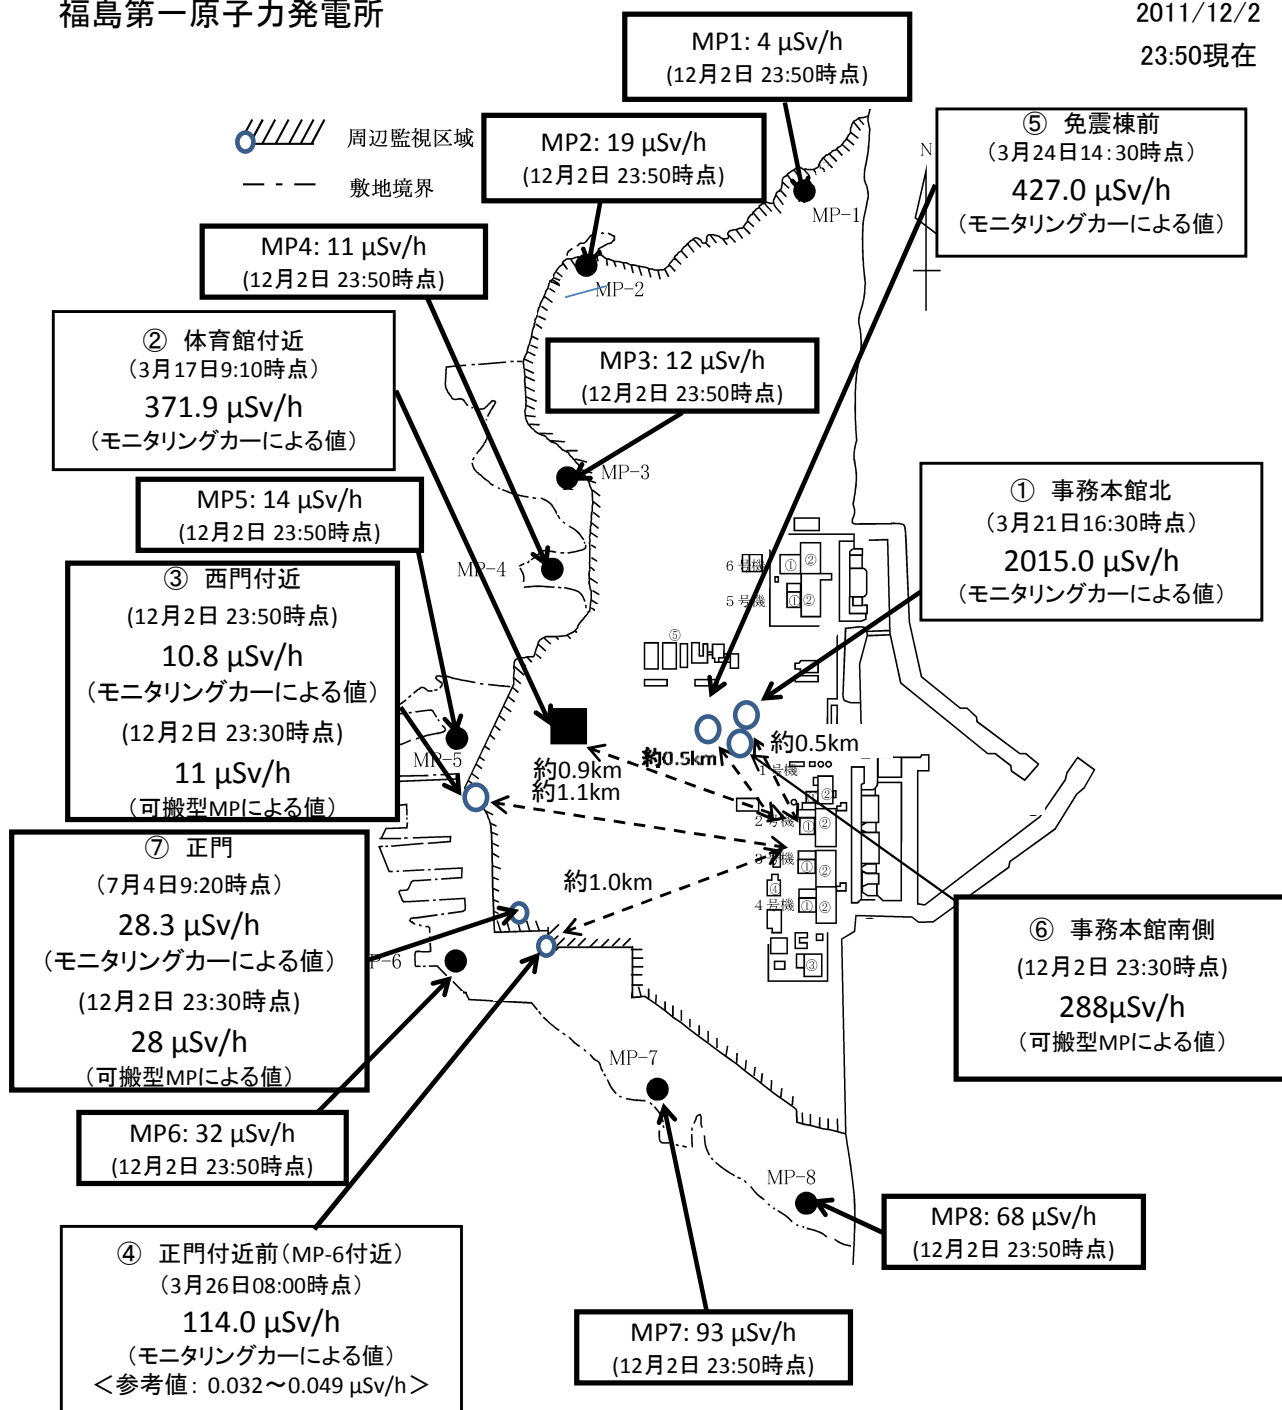 福島第一原子力発電所
2011/12/2
23:50現在
MP1: 4 μSv/h
(12月2日 23:50時点)
周辺監視区域
敷地境界
MP2: 19 μSv/h
(12月2日 23:50時点)
⑤ 免震棟前
(3月24日14:30時点)
427.0 μSv/h
(モニタリングカーによる値)
N
MP-1
MP4: 11 μSv/h
(12月2日 23:50時点)
MP-2
② 体育館付近
(3月17日9:10時点)
371.9 μSv/h
(モニタリングカーによる値)
MP3: 12 μSv/h
(12月2日 23:50時点)
MP-3
MP5: 14 μSv/h
(12月2日 23:50時点)
① 事務本館北
(3月21日16:30時点)
2015.0 μSv/h
(モニタリングカーによる値)
MP-4
6号機
① ②
5号機
① ②
③ 西門付近
(12月2日 23:50時点)
10.8 μSv/h
(モニタリングカーによる値)
(12月2日 23:30時点)
11 μSv/h
(可搬型MPによる値)
⑤
MP-5
約0.9km
約1.1km
約0.5km
約0.5km
1号機
②
2号機
① ②
3号機
① ②
④
4号機
① ②
③
約1.0km
⑦ 正門
(7月4日9:20時点)
28.3 μSv/h
(モニタリングカーによる値)
(12月2日 23:30時点)
28 μSv/h
(可搬型MPによる値)
P-6
⑥ 事務本館南側
(12月2日 23:30時点)
288μSv/h
(可搬型MPによる値)
MP-7
MP6: 32 μSv/h
(12月2日 23:50時点)
MP-8
MP8: 68 μSv/h
(12月2日 23:50時点)
④ 正門付近前(MP-6付近)
(3月26日08:00時点)
114.0 μSv/h
(モニタリングカーによる値)
<参考値: 0.032~0.049 μSv/h>
MP7: 93 μSv/h
(12月2日 23:50時点)